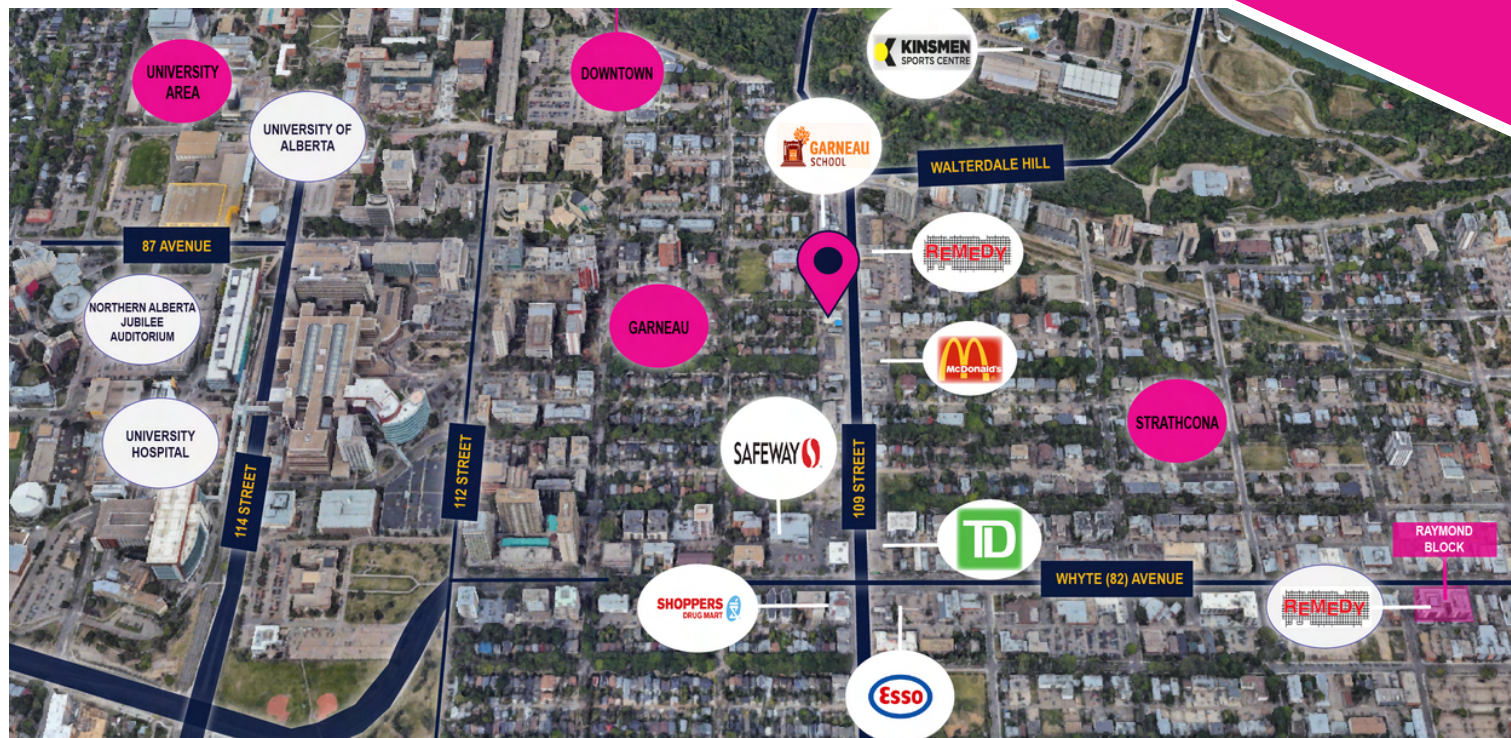 KINSMEN
SPORTS CENTRE
UNIVERSITY
AREA
DOWNTOWN
UNIVERSITY OF
ALBERTA
GARNEAU
SCHOOL
WALTERDALE HILL
87 AVENUE
REMEDY
NORTHERN ALBERTA
JUBILEE
AUDITORIUM
GARNEAU
McDonald's
STRATHCONA
UNIVERSITY
HOSPITAL
SAFEWAY
112 STREET
109 STREET
114 STREET
TD
RAYMOND
BLOCK
WHYTE (82) AVENUE
SHOPPERS
DRUG MART
REMEDY
Esso